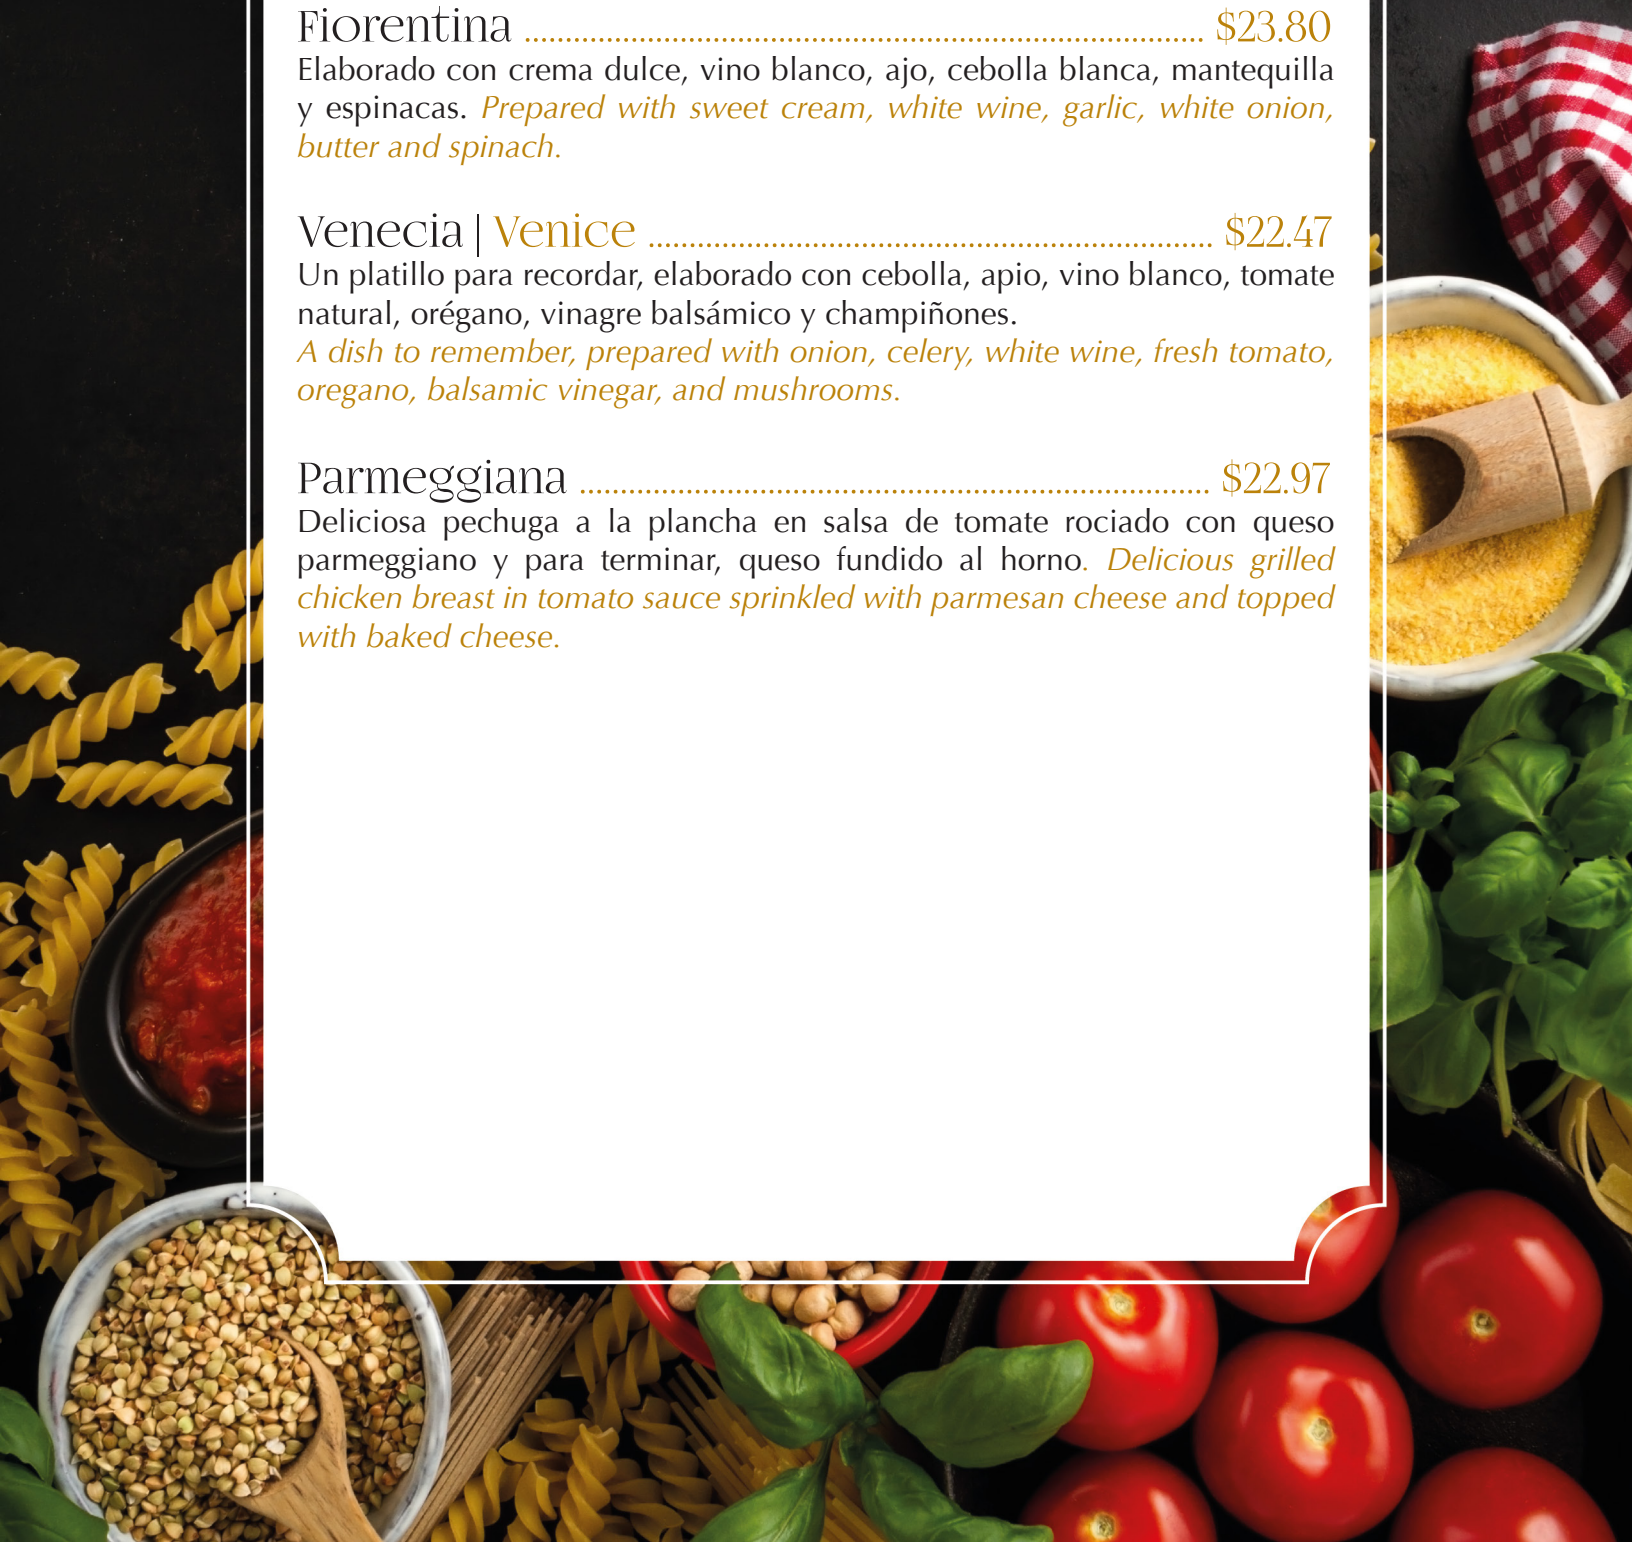 Fiorentina ........................ $23.80
Elaborado con crema dulce, vino blanco, ajo, cebolla blanca, mantequilla
y espinacas. Prepared with sweet cream, white wine, garlic, white onion,
butter and spinach.
Venecia | Venice ........................ $22.47
Un platillo para recordar, elaborado con cebolla, apio, vino blanco, tomate
natural, orégano, vinagre balsámico y champiñones.
A dish to remember, prepared with onion, celery, white wine, fresh tomato,
oregano, balsamic vinegar, and mushrooms.
Parmeggiana ........................ $22.97
Deliciosa pechuga a la plancha en salsa de tomate rociado con queso
parmeggiano y para terminar, queso fundido al horno. Delicious grilled
chicken breast in tomato sauce sprinkled with parmesan cheese and topped
with baked cheese.